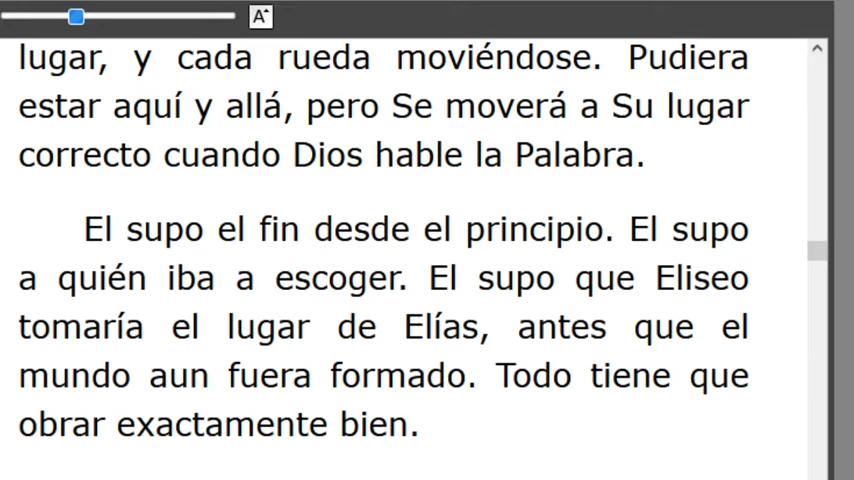 A
lugar, y cada rueda moviéndose. Pudiera
estar aquí y allá, pero Se moverá a Su lugar
correcto cuando Dios hable la Palabra.
El supo el fin desde el principio. El supo
a quién iba a escoger. El supo que Eliseo
tomaría el lugar de Elías, antes que el
mundo aun fuera formado. Todo tiene que
obrar exactamente bien.